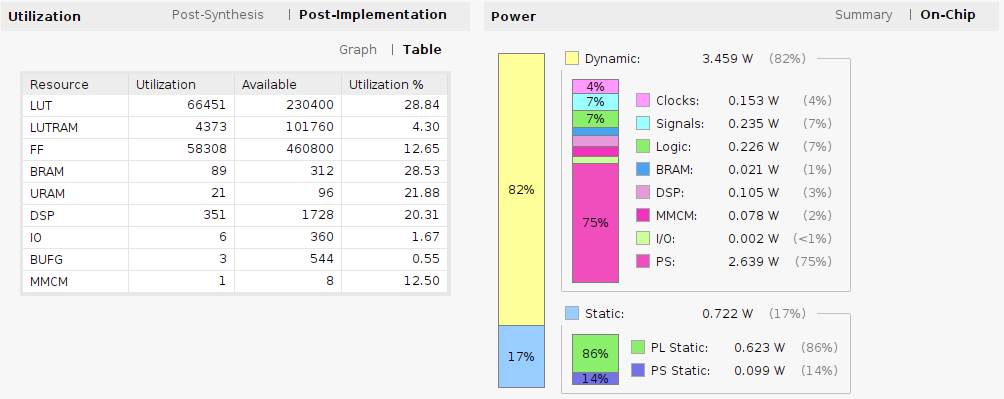 Utilization Post-Synthesis | Post-Implementation
Graph | Table
Resource Utilization Available Utilization %
LUT 66451 230400 28.84
LUTRAM 4373 101760 4.30
FF 58308 460800 12.65
BRAM 89 312 28.53
URAM 21 96 21.88
DSP 351 1728 20.31
IO 6 360 1.67
BUFG 3 544 0.55
MMCM 1 8 12.50
Power Summary | On-Chip
82%
17%
Dynamic: 3.459 W (82%)
4%
7%
7%
75%
Clocks: 0.153 W (4%)
Signals: 0.235 W (7%)
Logic: 0.226 W (7%)
BRAM: 0.021 W (1%)
DSP: 0.105 W (3%)
MMCM: 0.078 W (2%)
I/O: 0.002 W (<1%)
PS: 2.639 W (75%)
Static: 0.722 W (17%)
86%
14%
PL Static: 0.623 W (86%)
PS Static: 0.099 W (14%)